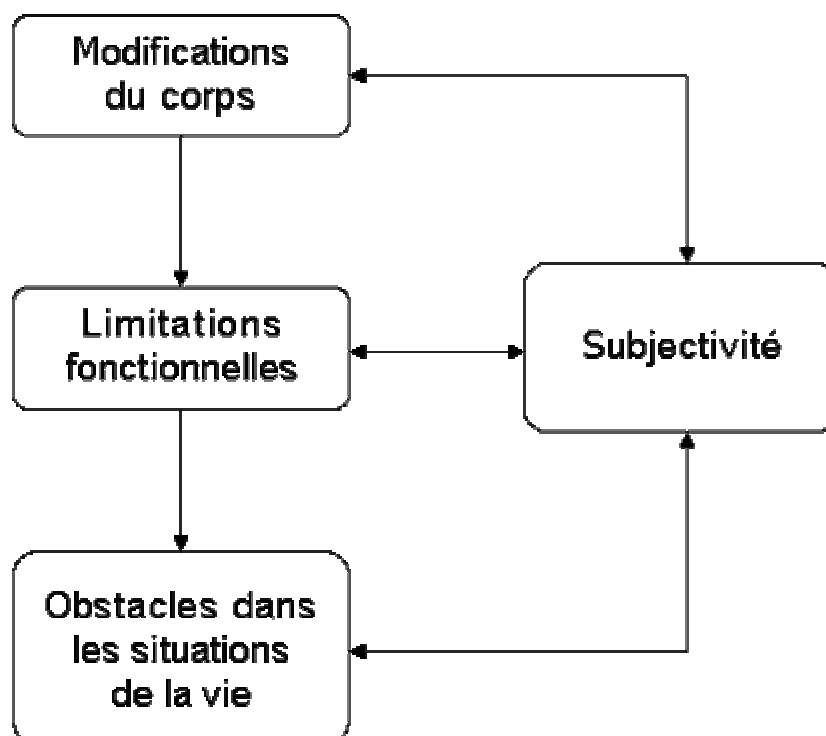 Modifications
du corps
Limitations
fonctionnelles
Subjectivité
Obstacles dans
les situations
de la vie